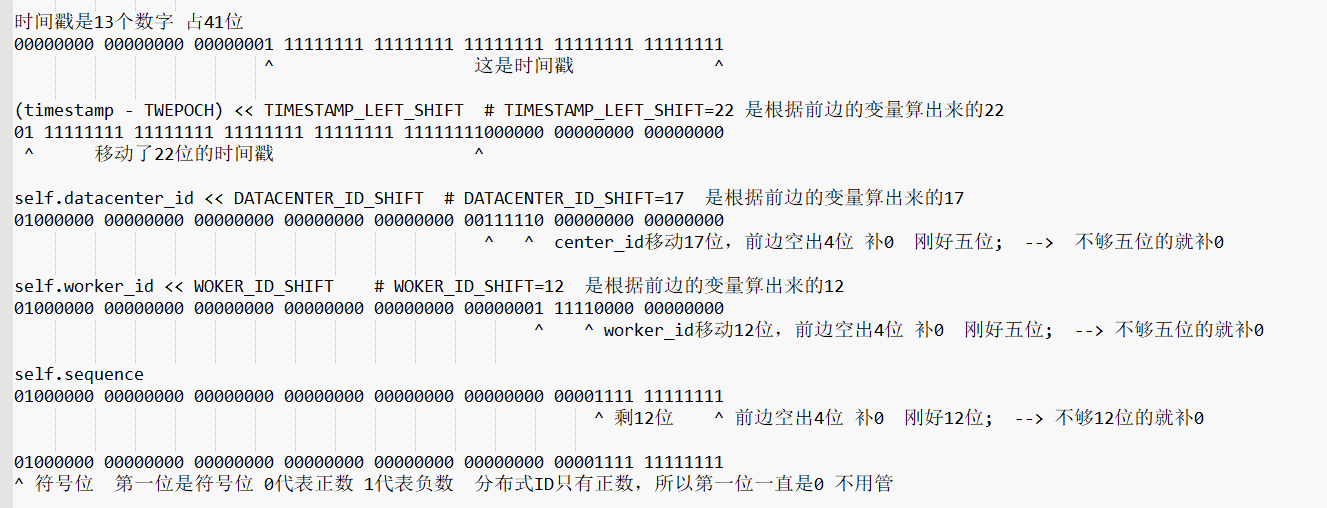 时间戳是13个数字 占41位
00000000 00000000 00000001 11111111 11111111 11111111 11111111 11111111
^ 这是时间戳 ^
(timestamp - TWEPOCH) << TIMESTAMP_LEFT_SHIFT # TIMESTAMP_LEFT_SHIFT=22 是根据前边的变量算出来的22
01 11111111 11111111 11111111 11111111 11111111000000 00000000 00000000
^ 移动了22位的时间戳 ^
self.datacenter_id << DATACENTER_ID_SHIFT # DATACENTER_ID_SHIFT=17 是根据前边的变量算出来的17
01000000 00000000 00000000 00000000 00000000 00111110 00000000 00000000
^ ^ center_id移动17位，前边空出4位 补0 刚好五位; --> 不够五位的就补0
self.worker_id << WOKER_ID_SHIFT # WOKER_ID_SHIFT=12 是根据前边的变量算出来的12
01000000 00000000 00000000 00000000 00000000 00000001 11110000 00000000
^ ^ worker_id移动12位，前边空出4位 补0 刚好五位; --> 不够五位的就补0
self.sequence
01000000 00000000 00000000 00000000 00000000 00000000 00001111 11111111
^ 剩12位 ^ 前边空出4位 补0 刚好12位; --> 不够12位的就补0
01000000 00000000 00000000 00000000 00000000 00000000 00001111 11111111
^ 符号位 第一位是符号位 0代表正数 1代表负数 分布式ID只有正数，所以第一位一直是0 不用管